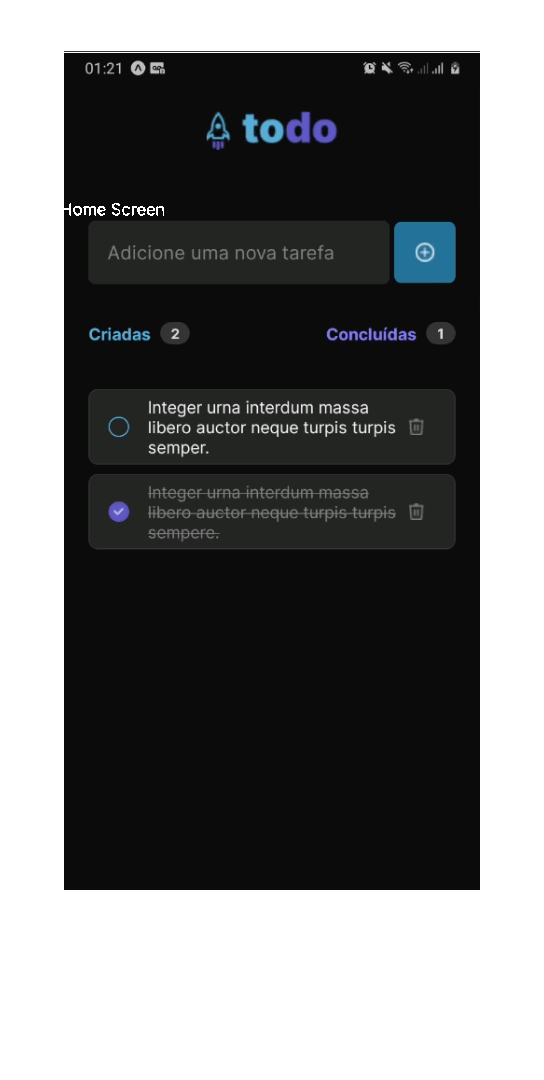 01:21
todo
Home Screen
Adicione uma nova tarefa
Criadas 2 Concluídas 1
Integer urna interdum massa
libero auctor neque turpis turpis
semper.
Integer urna interdum massa
libero auctor neque turpis turpis
sempere.